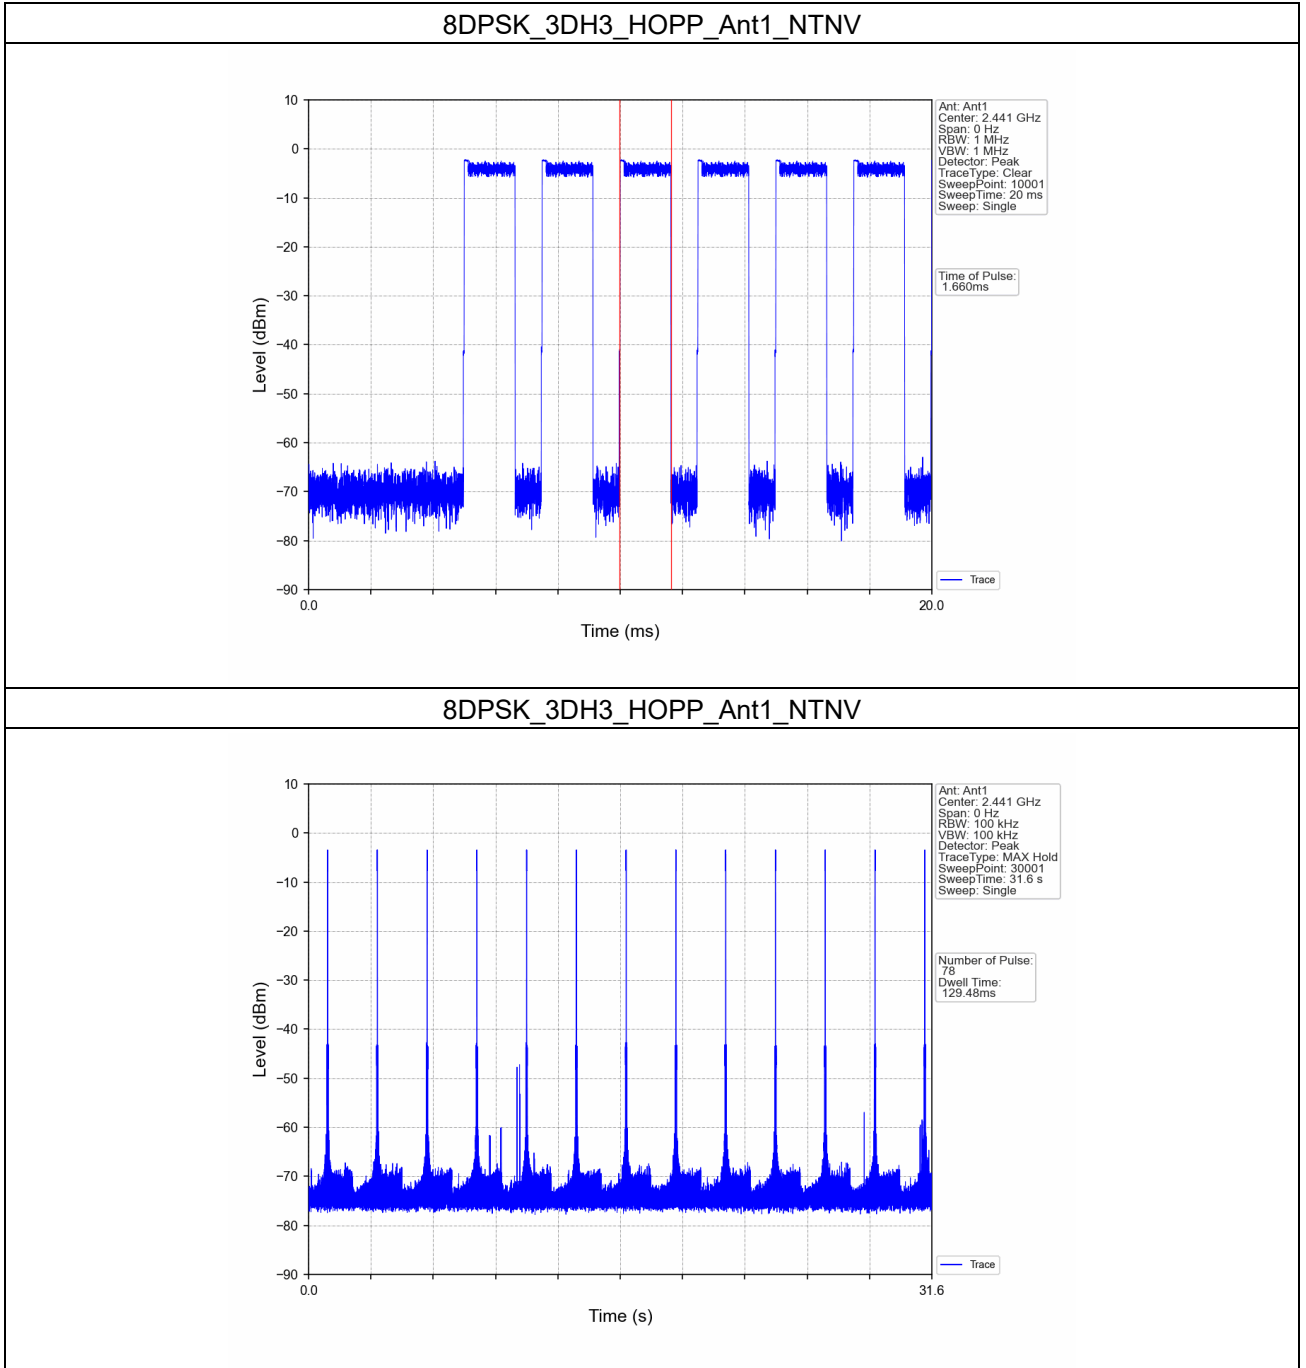 8DPSK_3DH3_HOPP_Ant1_NTNV
10
0
−10
−20
−30
−40
−50
−60
−70
−80
−90
Level (dBm)
0.0
20.0
Time (ms)
Ant: Ant1
Center: 2.441 GHz
Span: 0 Hz
RBW: 1 MHz
VBW: 1 MHz
Detector: Peak
TraceType: Clear
SweepPoint: 10001
SweepTime: 20 ms
Sweep: Single
Time of Pulse:
1.660ms
Trace
8DPSK_3DH3_HOPP_Ant1_NTNV
10
0
−10
−20
−30
−40
−50
−60
−70
−80
−90
Level (dBm)
0.0
31.6
Time (s)
Ant: Ant1
Center: 2.441 GHz
Span: 0 Hz
RBW: 100 kHz
VBW: 100 kHz
Detector: Peak
TraceType: MAX Hold
SweepPoint: 30001
SweepTime: 31.6 s
Sweep: Single
Number of Pulse:
78
Dwell Time:
129.48ms
Trace